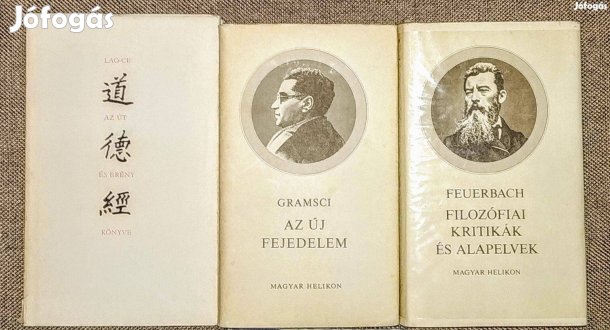 Jófogás
Jófogás
LAO-CE
道
AZ ÚT
德
ÉS ERÉNY
經
KÖNYVE
GRAMSCI
AZ ÚJ
FEJEDELEM
MAGYAR HELIKON
FEUERBACH
FILOZÓFIAI
KRITIKÁK
ÉS ALAPELVEK
MAGYAR HELIKON